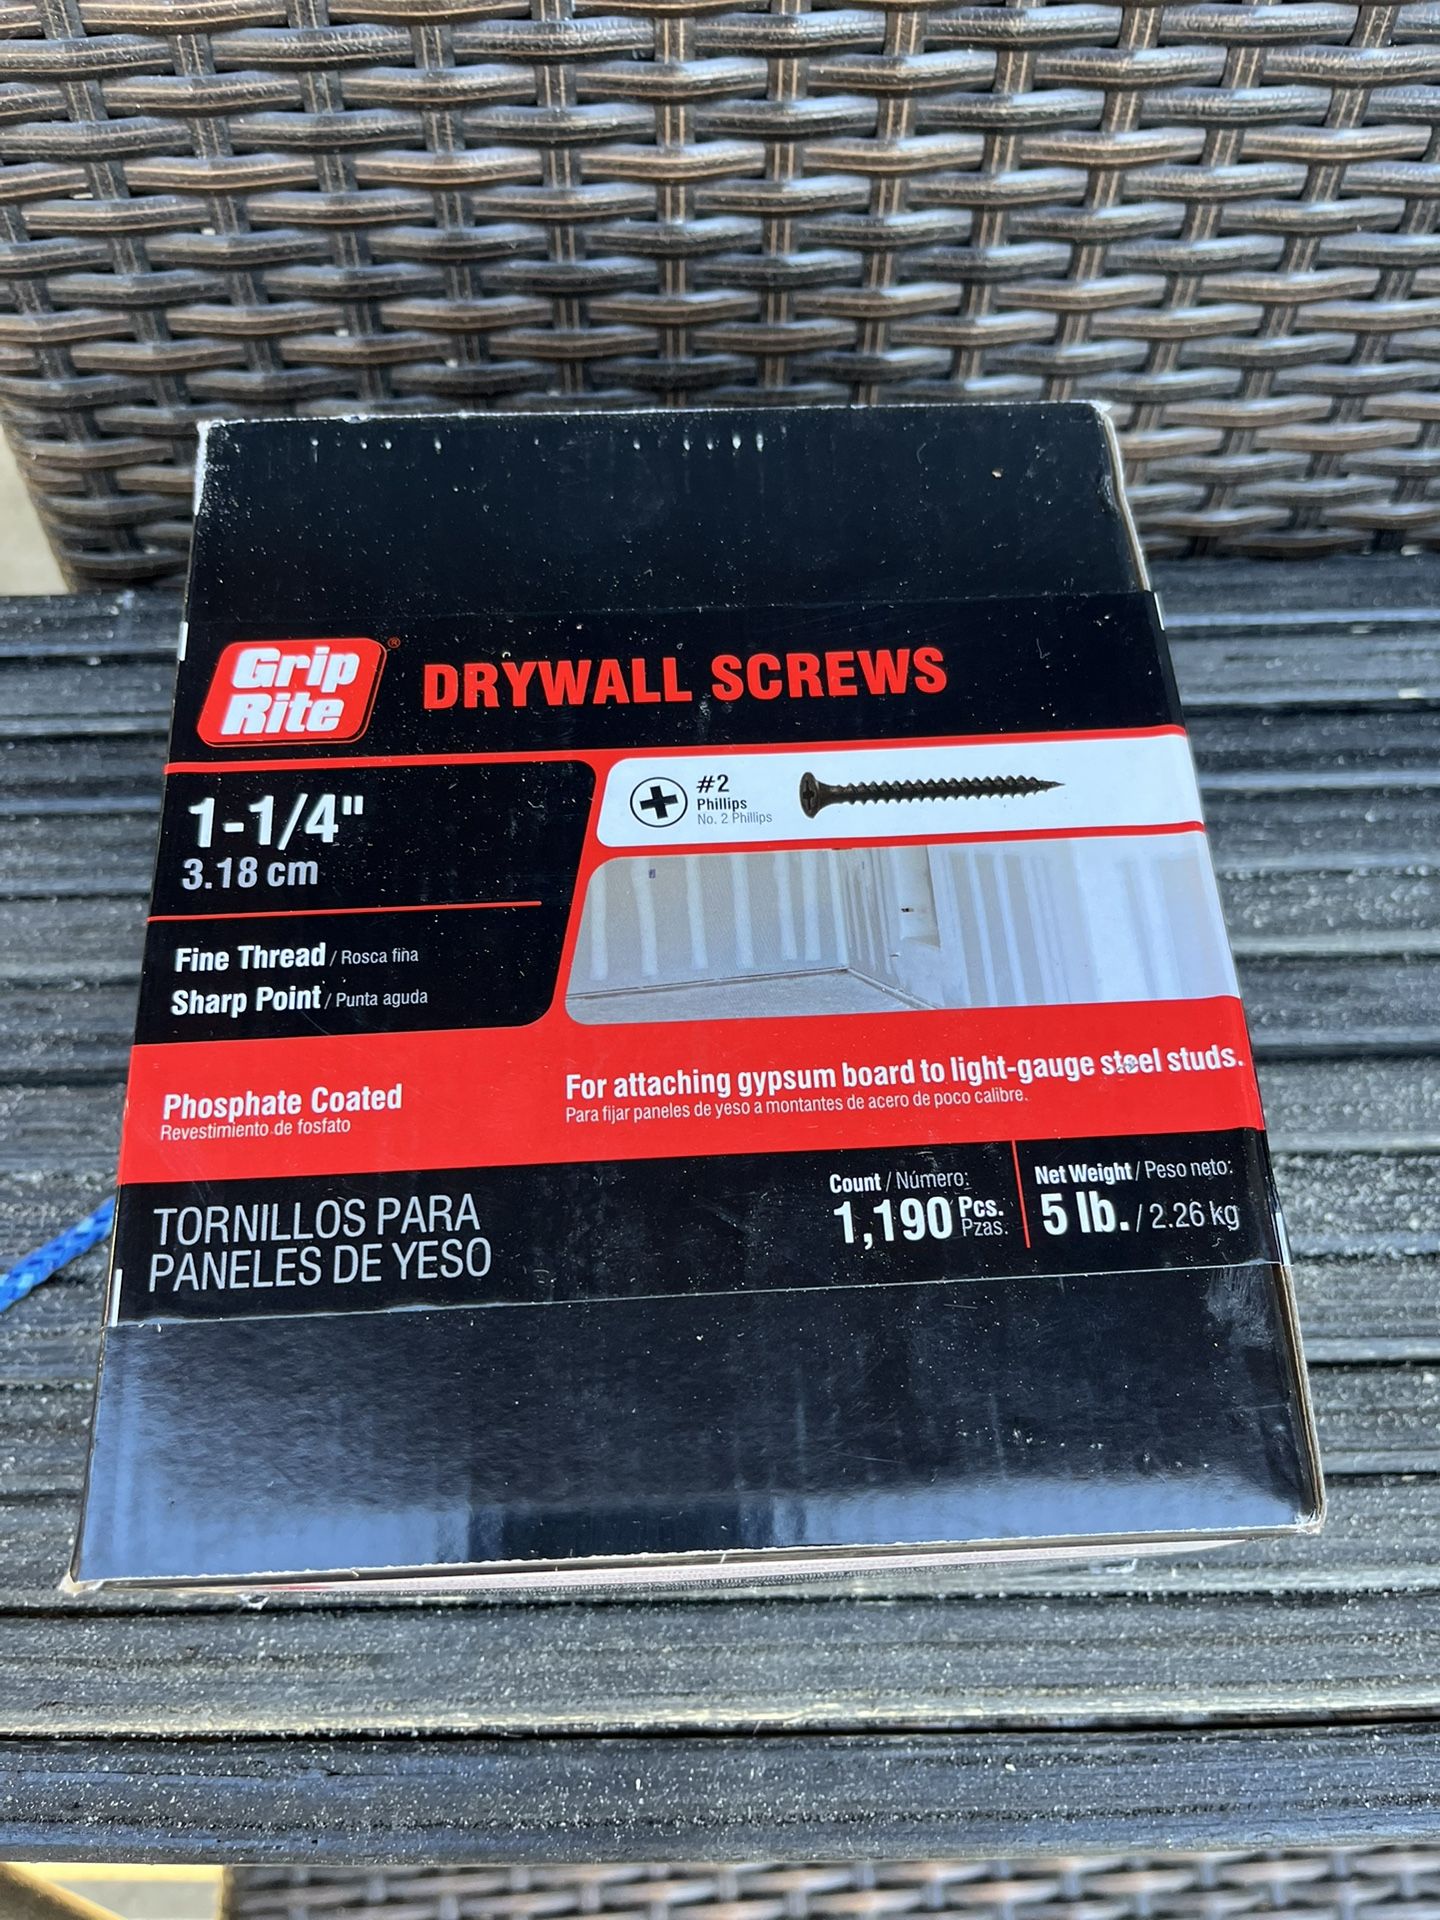 Grip
Rite®
DRYWALL SCREWS
1-1/4"
3.18 cm
#2
Phillips
No. 2 Phillips
Fine Thread / Rosca fina
Sharp Point / Punta aguda
Phosphate Coated
Revestimiento de fosfato
For attaching gypsum board to light-gauge steel studs.
Para fijar paneles de yeso a montantes de acero de poco calibre.
TORNILLOS PARA
PANELES DE YESO
Count / Número:
1,190 Pcs.
Pzas.
Net Weight / Peso neto:
5 lb. / 2.26 kg